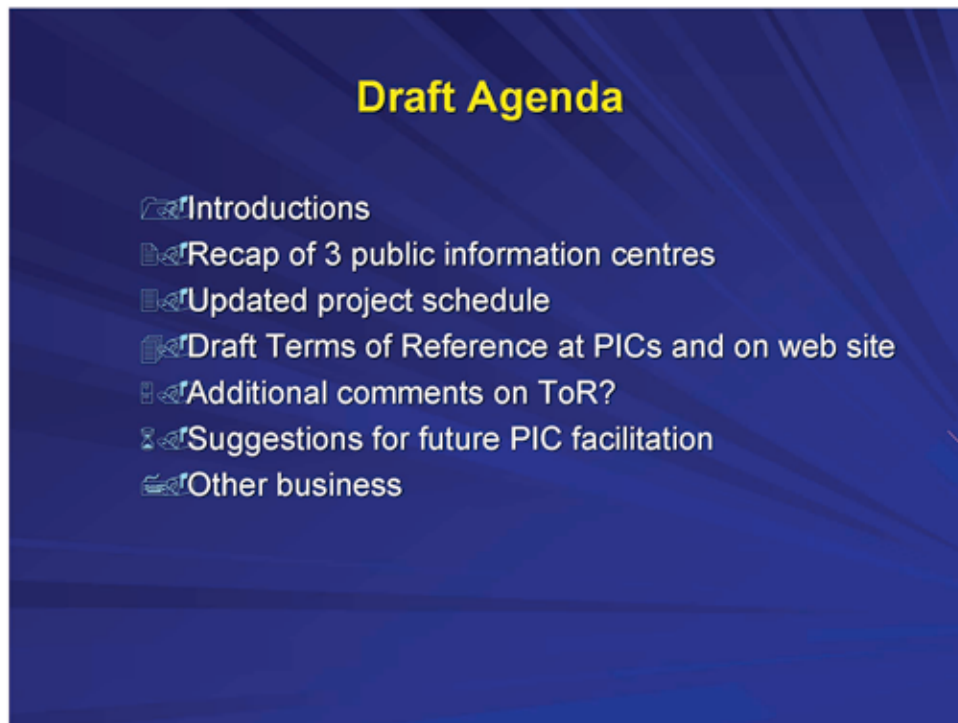 Draft Agenda
Introductions
Recap of 3 public information centres
Updated project schedule
Draft Terms of Reference at PICs and on web site
Additional comments on ToR?
Suggestions for future PIC facilitation
Other business